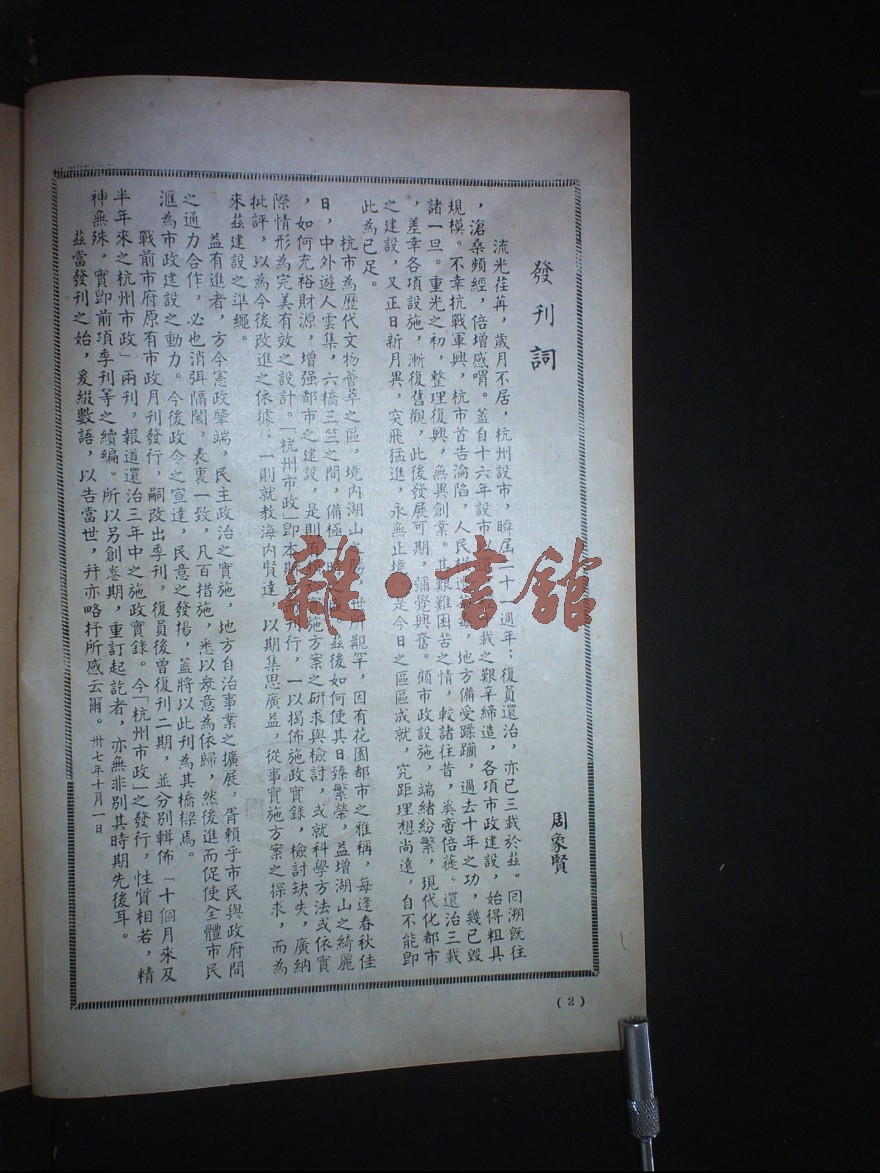 發刊詞
周象賢
流光荏苒，歲月不居，杭州設市，瞬屆二十一週年；復員還治，亦已三載於茲。囘溯旣往
，滄桑頻經，倍增感喟。蓋自十六年設市以 載之艱辛締造，各項市政建設，始得粗具
規模。不幸抗戰軍興，杭市首告淪陷，人民 地方備受蹂躪，過去十年之功，幾已毀
諸一旦。重光之初，整理復興，無異創業。其艱難困苦之情，較諸往昔，奚啻倍蓰。還治三載
，差幸各項設施，漸復舊觀，此後發展可期，彌覺興奮。顧市政設施，端緒紛繁，現代化都市
之建設，又正日新月異，突飛猛進，永無止境 是今日之區區成就，究距理想尚遠，自不能卽
此為已足。
杭市為歷代文物薈萃之區，境內湖山之勝 世所觀罕，因有花園都市之雅稱，每逢春秋佳
日，中外遊人雲集，六橋三竺之間，備極一時 茲後如何使其日臻繁榮，益增湖山之綺麗
，如何充裕財源，增强都市之建設，是則有 實施方案之研求與檢討，或就科學方法或依實
際情形為完美有效之設計。「杭州市政」卽本斯 刊行，一以揭佈施政實錄，檢討缺失，廣納
批評，以為今後改進之依據；一則就教海內賢達，以期集思廣益，從事實施方案之探求，而為
來茲建設之準繩。
益有進者，方今憲政肇端，民主政治之實施，地方自治事業之擴展，胥賴乎市民與政府間
之通力合作，必也消弭隔閡，表裏一致，凡百措施，悉以衆意為依歸，然後進而促使全體市民
滙為市政建設之動力。今後政令之宣達，民意之發揚，蓋將以此刊為其橋樑焉。
戰前市府原有市政月刊發行，嗣改出季刊，復員後曾復刊二期，並分別輯佈「十個月來及
半年來之杭州市政」兩刊，報道還治三年中之施政實錄。今「杭州市政」之發行，性質相若，精
神無殊，實卽前項季刊等之續編。所以另創卷期，重訂起訖者，亦無非別其時期先後耳。
茲當發刊之始，爰綴數語，以告當世，幷亦略抒所感云爾。卅七年十月一日
(2)
雜·書館